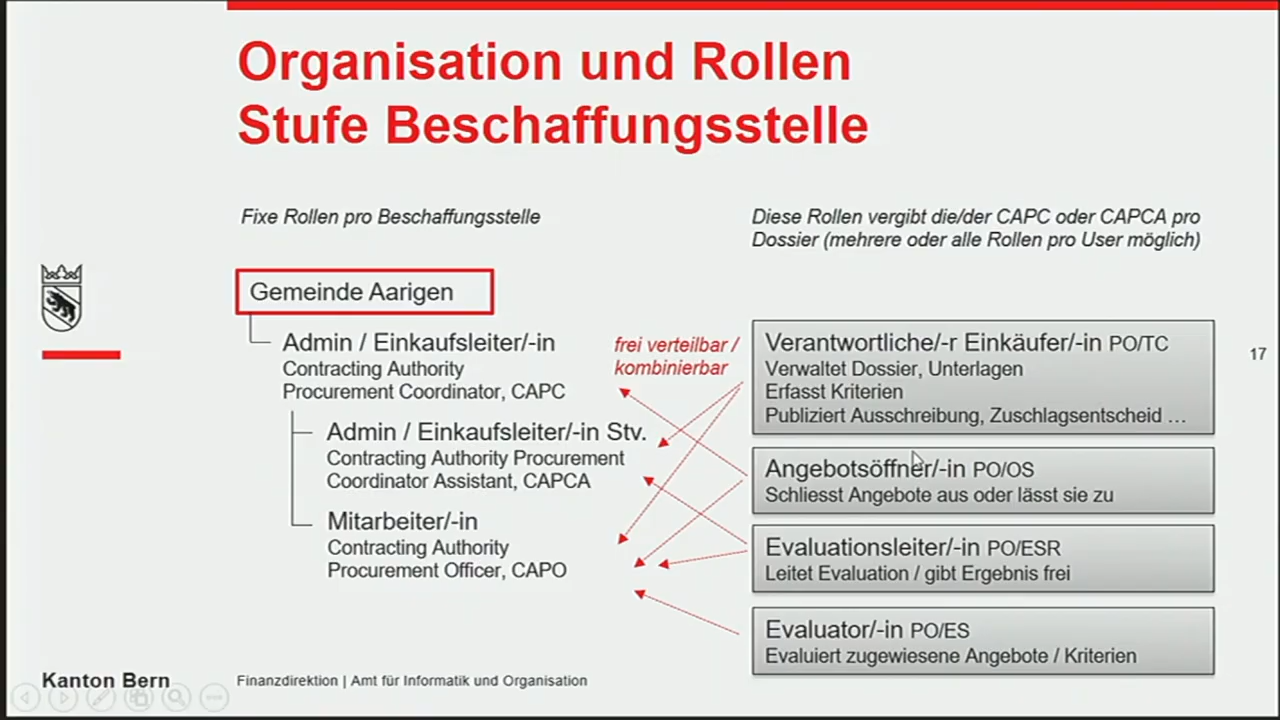 Organisation und Rollen
Stufe Beschaffungsstelle
Fixe Rollen pro Beschaffungsstelle
Diese Rollen vergibt die/der CAPC oder CAPCA pro
Dossier (mehrere oder alle Rollen pro User möglich)
Gemeinde Aarigen
Admin / Einkaufsleiter/-in
Contracting Authority
Procurement Coordinator, CAPC
Admin / Einkaufsleiter/-in Stv.
Contracting Authority Procurement
Coordinator Assistant, CAPCA
Mitarbeiter/-in
Contracting Authority
Procurement Officer, CAPO
frei verteilbar /
kombinierbar
Verantwortliche/-r Einkäufer/-in PO/TC
Verwaltet Dossier, Unterlagen
Erfasst Kriterien
Publiziert Ausschreibung, Zuschlagsentscheid ...
Angebotsöffner/-in PO/OS
Schliesst Angebote aus oder lässt sie zu
Evaluationsleiter/-in PO/ESR
Leitet Evaluation / gibt Ergebnis frei
Evaluator/-in PO/ES
Evaluiert zugewiesene Angebote / Kriterien
17
Kanton Bern
Finanzdirektion | Amt für Informatik und Organisation